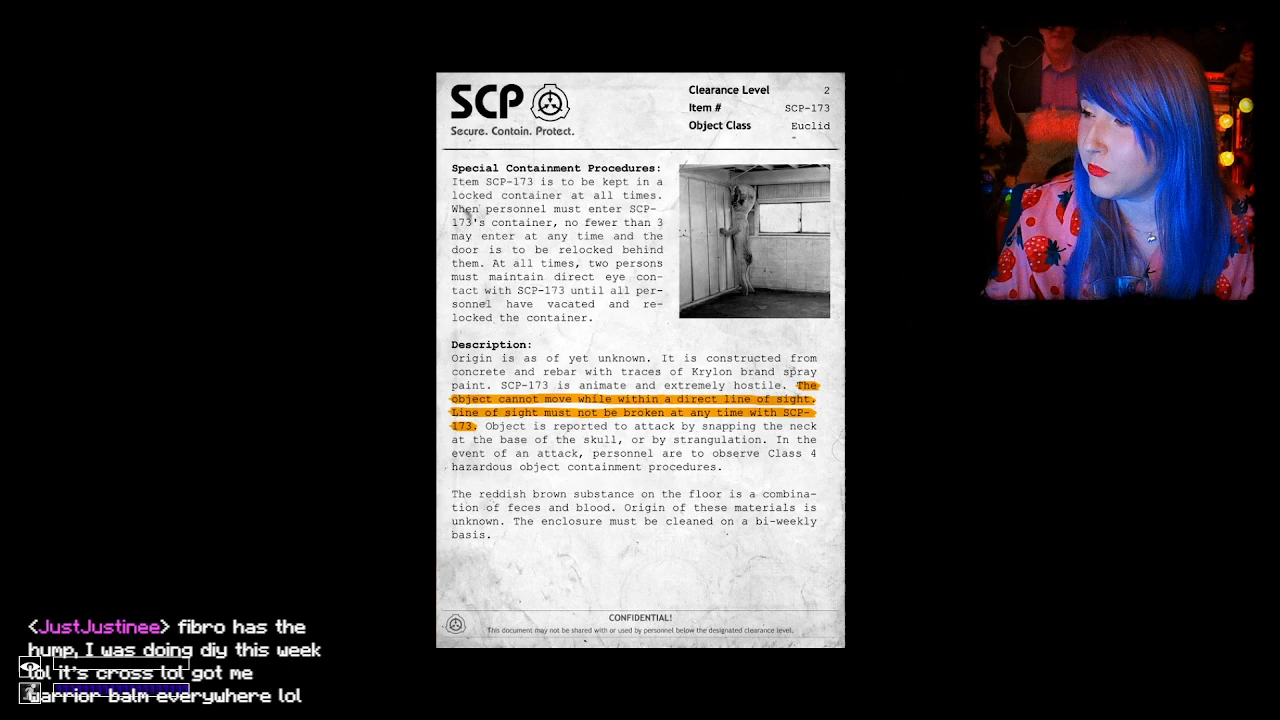 SCP
Secure. Contain. Protect.
Clearance Level 2
Item # SCP-173
Object Class Euclid
Special Containment Procedures:
Item SCP-173 is to be kept in a
locked container at all times.
When personnel must enter SCP-
173's container, no fewer than 3
may enter at any time and the
door is to be relocked behind
them. At all times, two persons
must maintain direct eye con-
tact with SCP-173 until all per-
sonnel have vacated and re-
locked the container.
Description:
Origin is as of yet unknown. It is constructed from
concrete and rebar with traces of Krylon brand spray
paint. SCP-173 is animate and extremely hostile. The
object cannot move while within a direct line of sight.
Line of sight must not be broken at any time with SCP-
173. Object is reported to attack by snapping the neck
at the base of the skull, or by strangulation. In the
event of an attack, personnel are to observe Class 4
hazardous object containment procedures.
The reddish brown substance on the floor is a combina-
tion of feces and blood. Origin of these materials is
unknown. The enclosure must be cleaned on a bi-weekly
basis.
CONFIDENTIAL!
This document may not be shared with or used by personnel below the designated clearance level.
<JustJustinee> fibro has the
hump, I was doing diy this week
lol it's cross lol got me
warrior balm everywhere lol